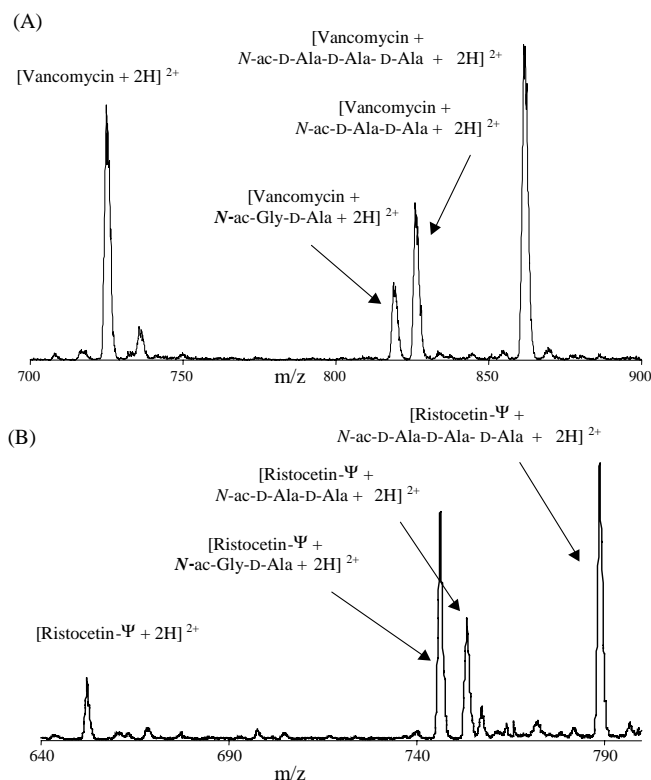 (A)
[Vancomycin +
N-ac-D-Ala-D-Ala- D-Ala + 2H] ²⁺
[Vancomycin + 2H] ²⁺
[Vancomycin +
N-ac-D-Ala-D-Ala + 2H] ²⁺
[Vancomycin +
N-ac-Gly-D-Ala + 2H] ²⁺
700 750 800 850 900
m/z
(B)
[Ristocetin-Ψ +
N-ac-D-Ala-D-Ala- D-Ala + 2H] ²⁺
[Ristocetin-Ψ +
N-ac-D-Ala-D-Ala + 2H] ²⁺
[Ristocetin-Ψ +
N-ac-Gly-D-Ala + 2H] ²⁺
[Ristocetin-Ψ + 2H] ²⁺
640 690 740 790
m/z